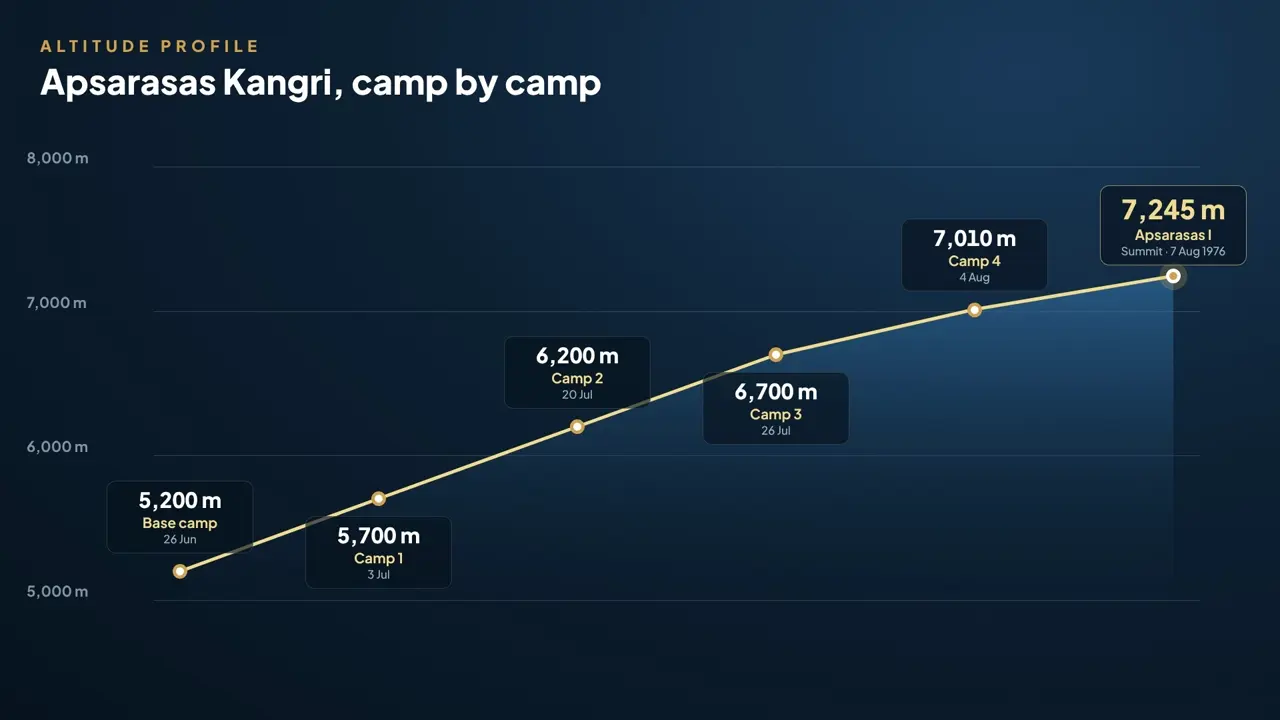 ALTITUDE PROFILE
Apsarasas Kangri, camp by camp
8,000 m
7,000 m
6,000 m
5,000 m
5,200 m
Base camp
26 Jun
5,700 m
Camp 1
3 Jul
6,200 m
Camp 2
20 Jul
6,700 m
Camp 3
26 Jul
7,010 m
Camp 4
4 Aug
7,245 m
Apsarasas I
Summit · 7 Aug 1976